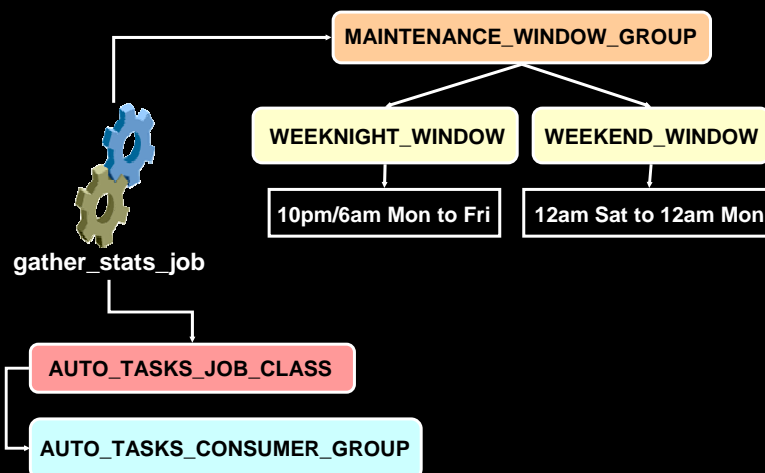 MAINTENANCE_WINDOW_GROUP
WEEKNIGHT_WINDOW
WEEKEND_WINDOW
10pm/6am Mon to Fri
12am Sat to 12am Mon
gather_stats_job
AUTO_TASKS_JOB_CLASS
AUTO_TASKS_CONSUMER_GROUP